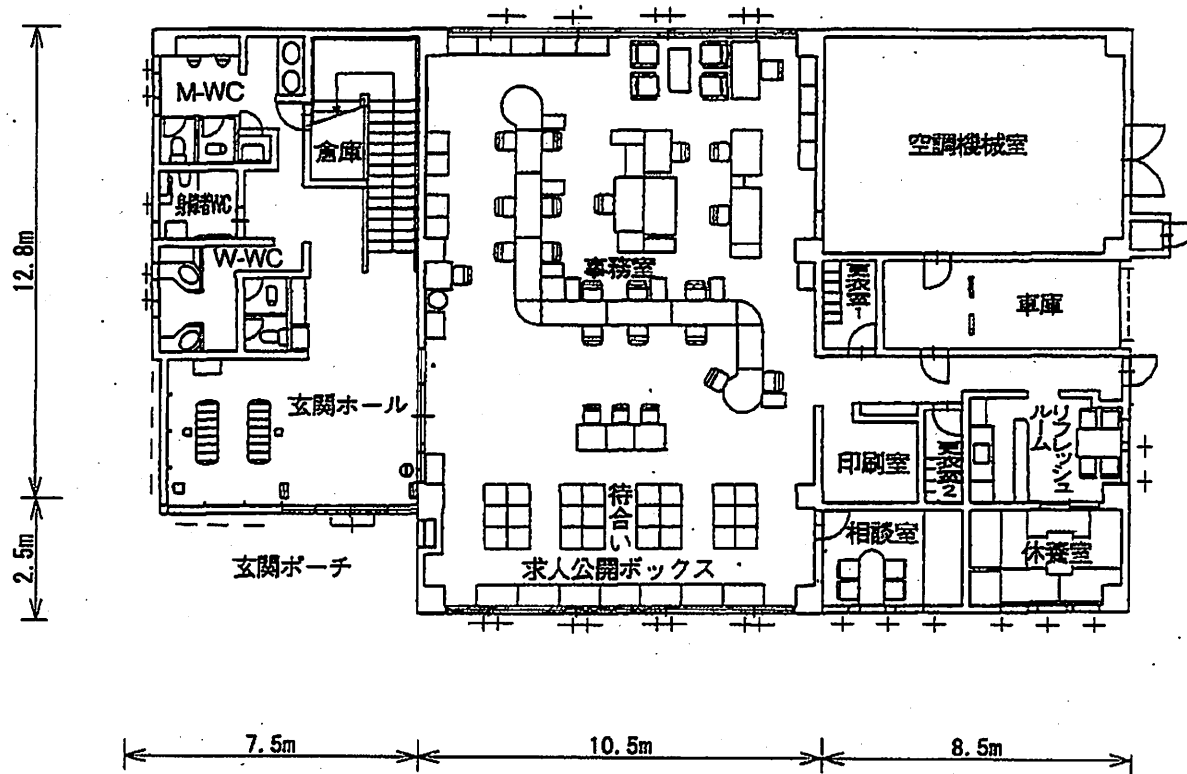 M-WC
倉庫
空調機械室
身障者WC
W-WC
事務室
更衣室1
車庫
12.8m
玄関ホール
リフレッシュ
ルーム
印刷室
更衣室2
待合い
相談室
休養室
2.5m
玄関ポーチ
求人公開ボックス
7.5m
10.5m
8.5m